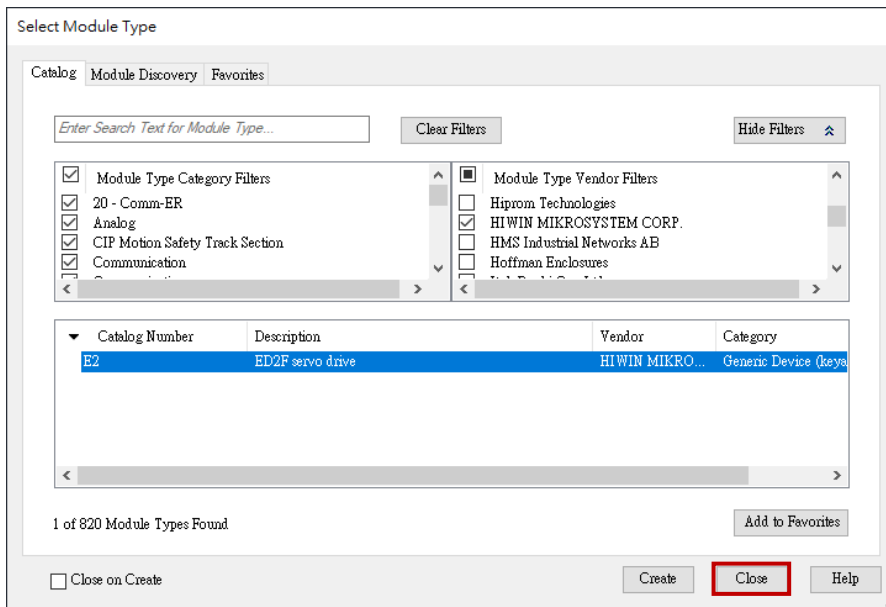 Select Module Type
Catalog Module Discovery Favorites
Enter Search Text for Module Type...
Clear Filters
Hide Filters
Module Type Category Filters
20 - Comm-ER
Analog
CIP Motion Safety Track Section
Communication
Module Type Vendor Filters
Hiprom Technologies
HIWIN MIKROSYSTEM CORP.
HMS Industrial Networks AB
Hoffman Enclosures
Catalog Number Description Vendor Category
E2 ED2F servo drive HIWIN MIKRO... Generic Device (keya
1 of 820 Module Types Found
Add to Favorites
Close on Create
Create Close Help